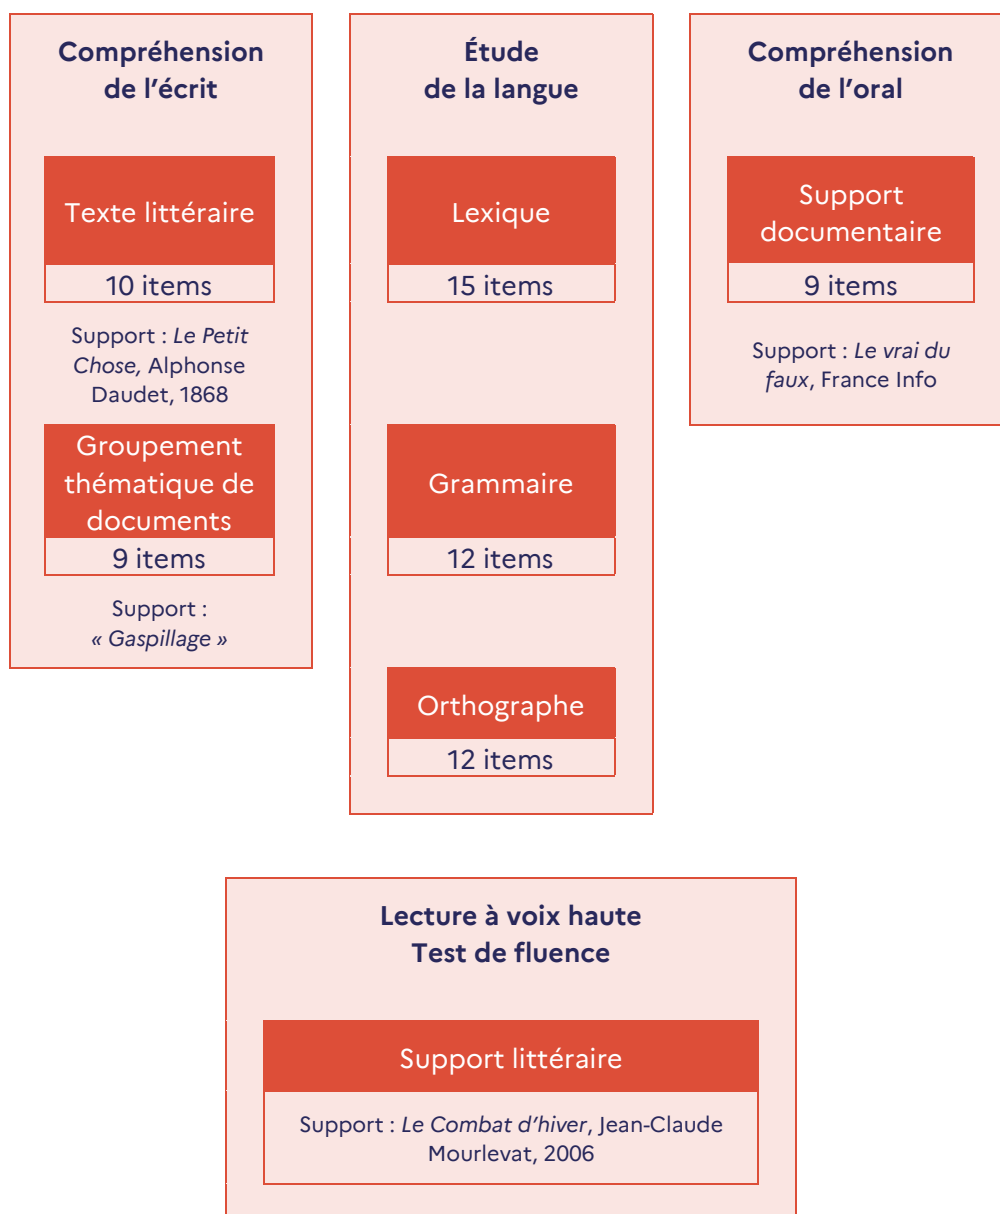 Compréhension
de l'écrit
Texte littéraire
10 items
Support : Le Petit
Chose, Alphonse
Daudet, 1868
Groupement
thématique de
documents
9 items
Support :
« Gaspillage »
Étude
de la langue
Lexique
15 items
Grammaire
12 items
Orthographe
12 items
Compréhension
de l'oral
Support
documentaire
9 items
Support : Le vrai du
faux, France Info
Lecture à voix haute
Test de fluence
Support littéraire
Support : Le Combat d'hiver, Jean-Claude
Mourlevat, 2006